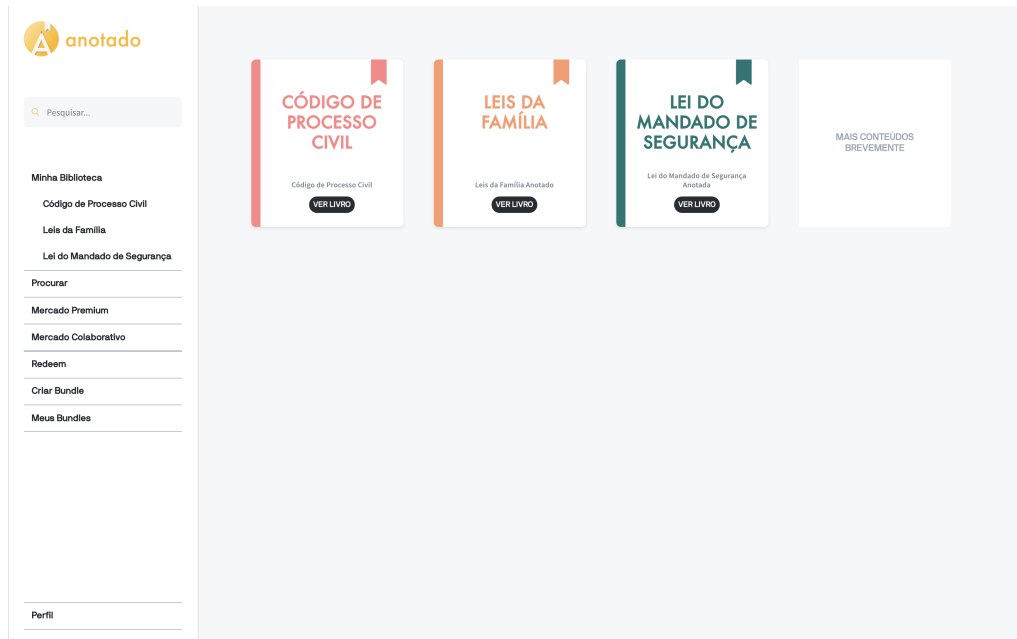 anotado
Pesquisar...
Minha Biblioteca
Código de Processo Civil
Leis da Família
Lei do Mandado de Segurança
Procurar
Mercado Premium
Mercado Colaborativo
Redeem
Criar Bundle
Meus Bundles
Perfil
CÓDIGO DE
PROCESSO
CIVIL
Código de Processo Civil
VER LIVRO
LEIS DA
FAMÍLIA
Leis da Família Anotado
VER LIVRO
LEI DO
MANDADO DE
SEGURANÇA
Lei do Mandado de Segurança
Anotada
VER LIVRO
MAIS CONTEÚDOS
BREVEMENTE